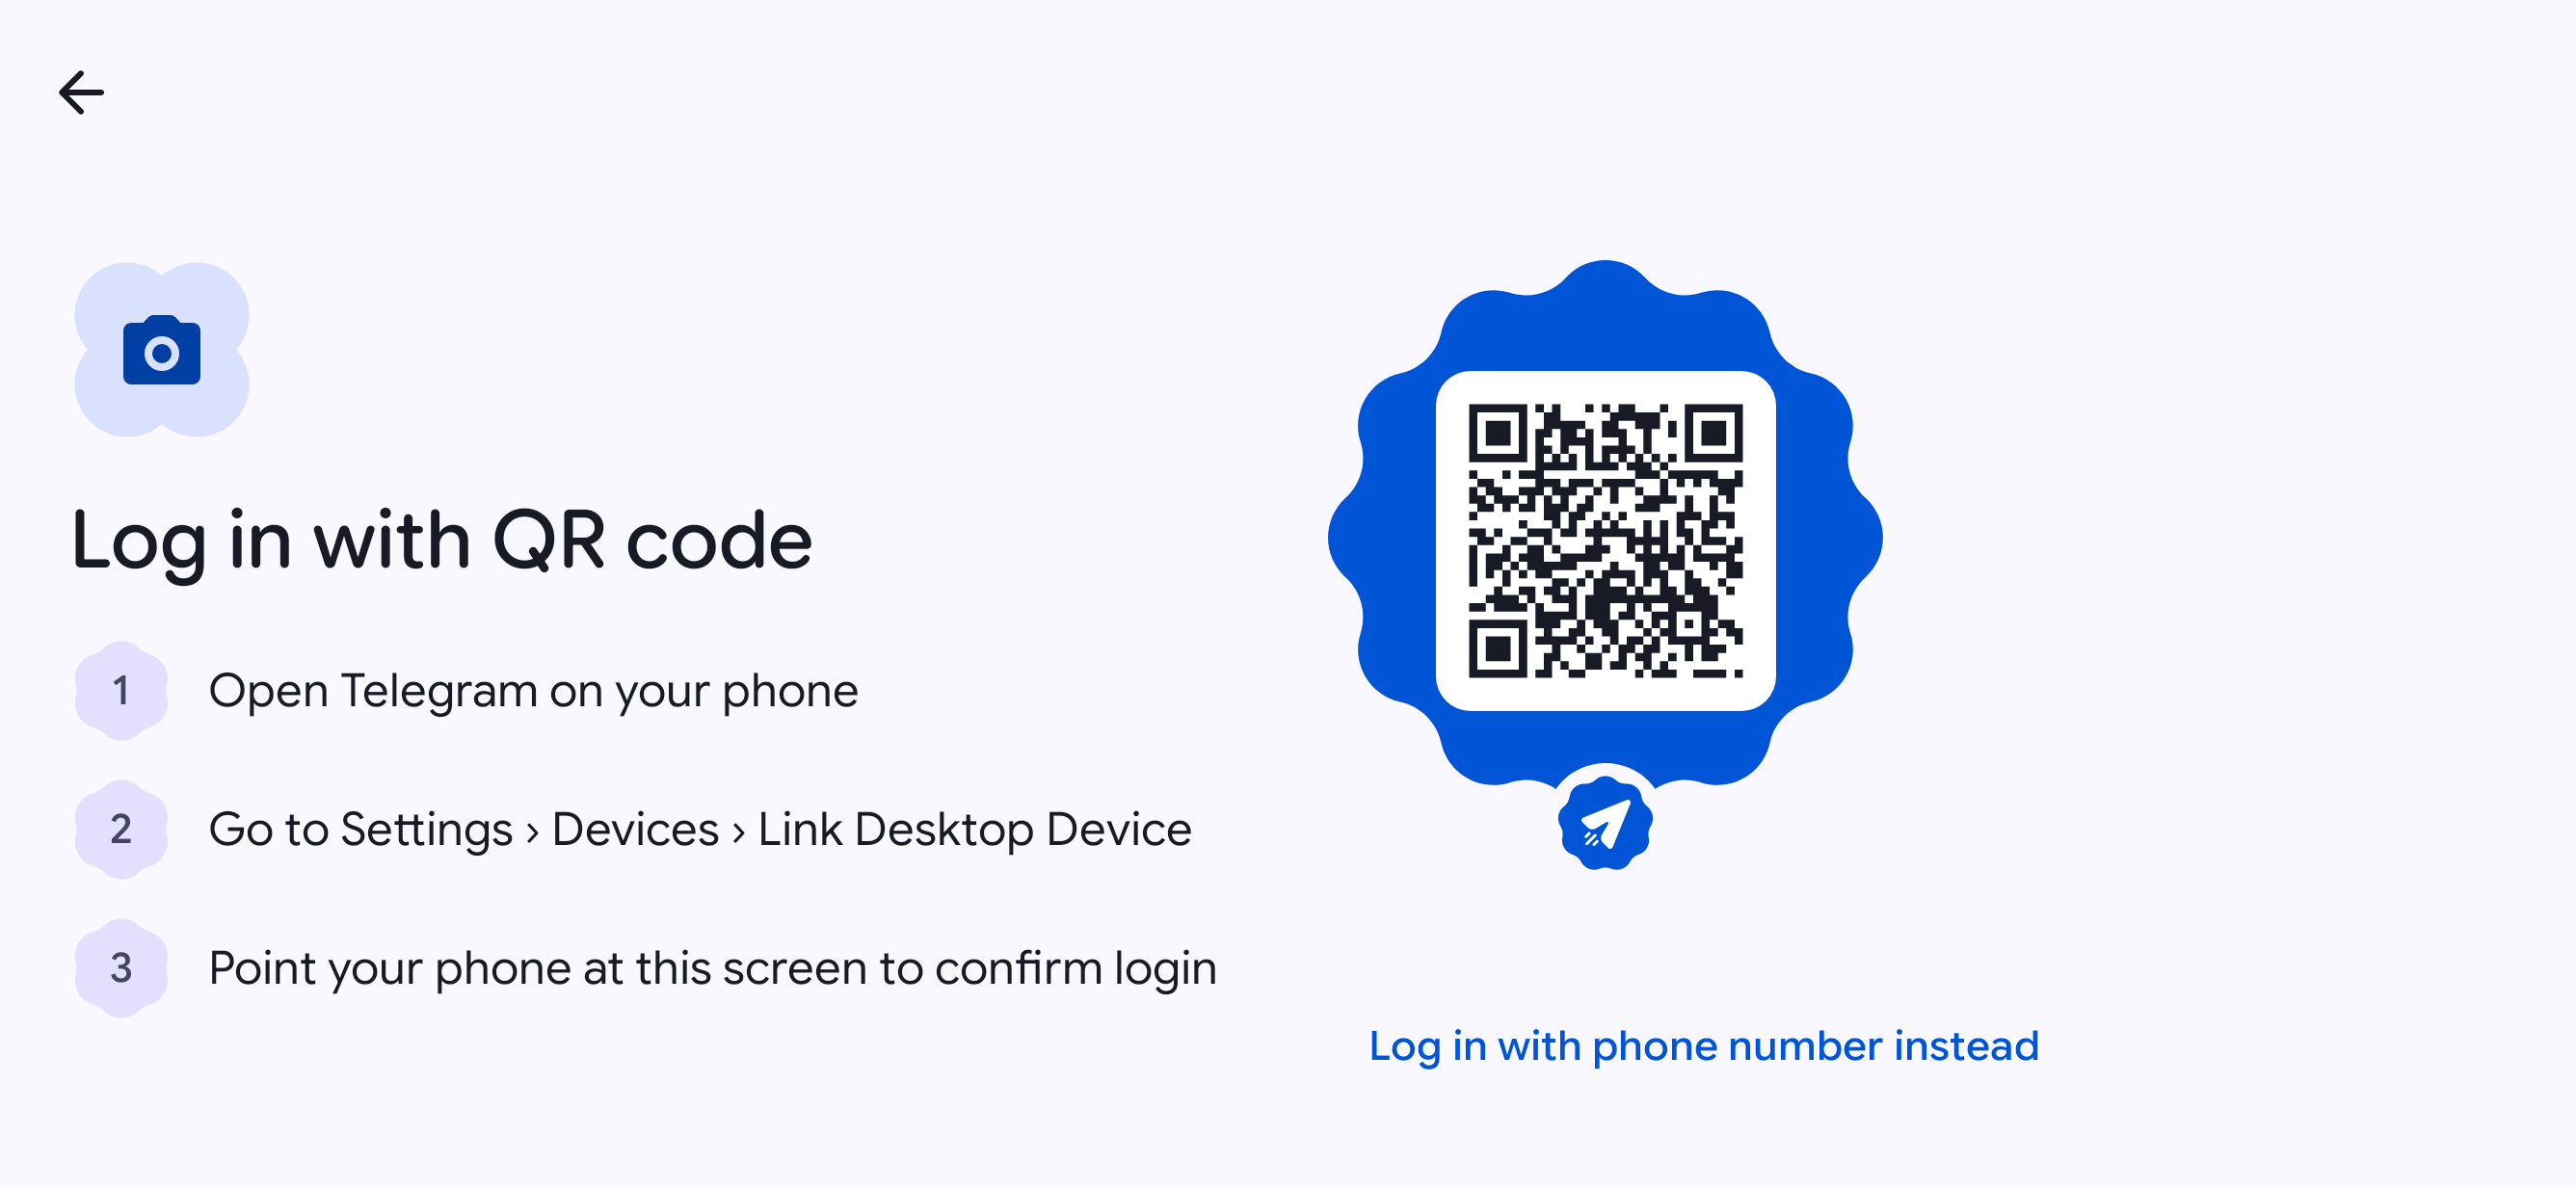 Log in with QR code
1 Open Telegram on your phone
2 Go to Settings › Devices › Link Desktop Device
3 Point your phone at this screen to confirm login
Log in with phone number instead